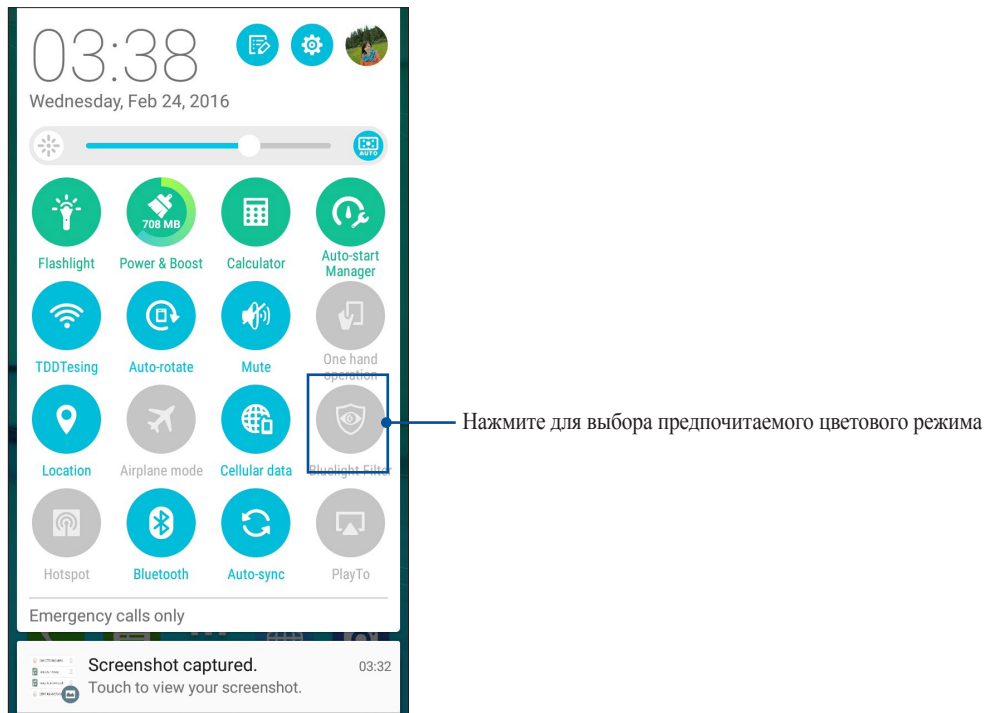 03:38
Wednesday, Feb 24, 2016
AUTO
708 MB
Flashlight
Power & Boost
Calculator
Auto-start
Manager
TDDTesing
Auto-rotate
Mute
One hand
operation
Нажмите для выбора предпочитаемого цветового режима
Location
Airplane mode
Cellular data
Bluelight Filter
Hotspot
Bluetooth
Auto-sync
PlayTo
Emergency calls only
Screenshot captured.
03:32
Touch to view your screenshot.